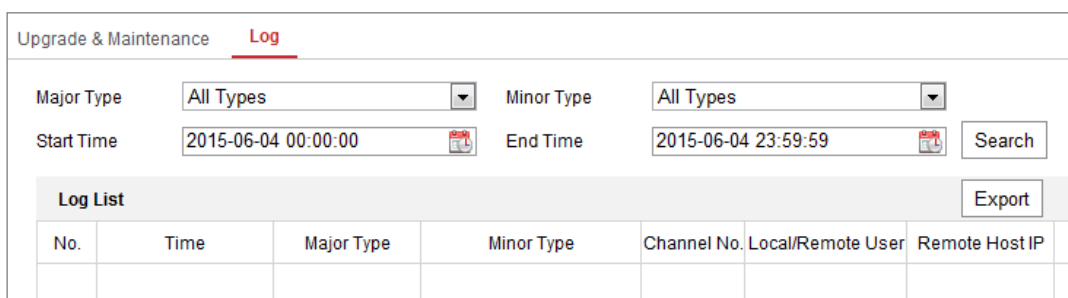 Upgrade & Maintenance Log
Major Type All Types Minor Type All Types
Start Time 2015-06-04 00:00:00 End Time 2015-06-04 23:59:59 Search
Log List Export
No. Time Major Type Minor Type Channel No. Local/Remote User Remote Host IP